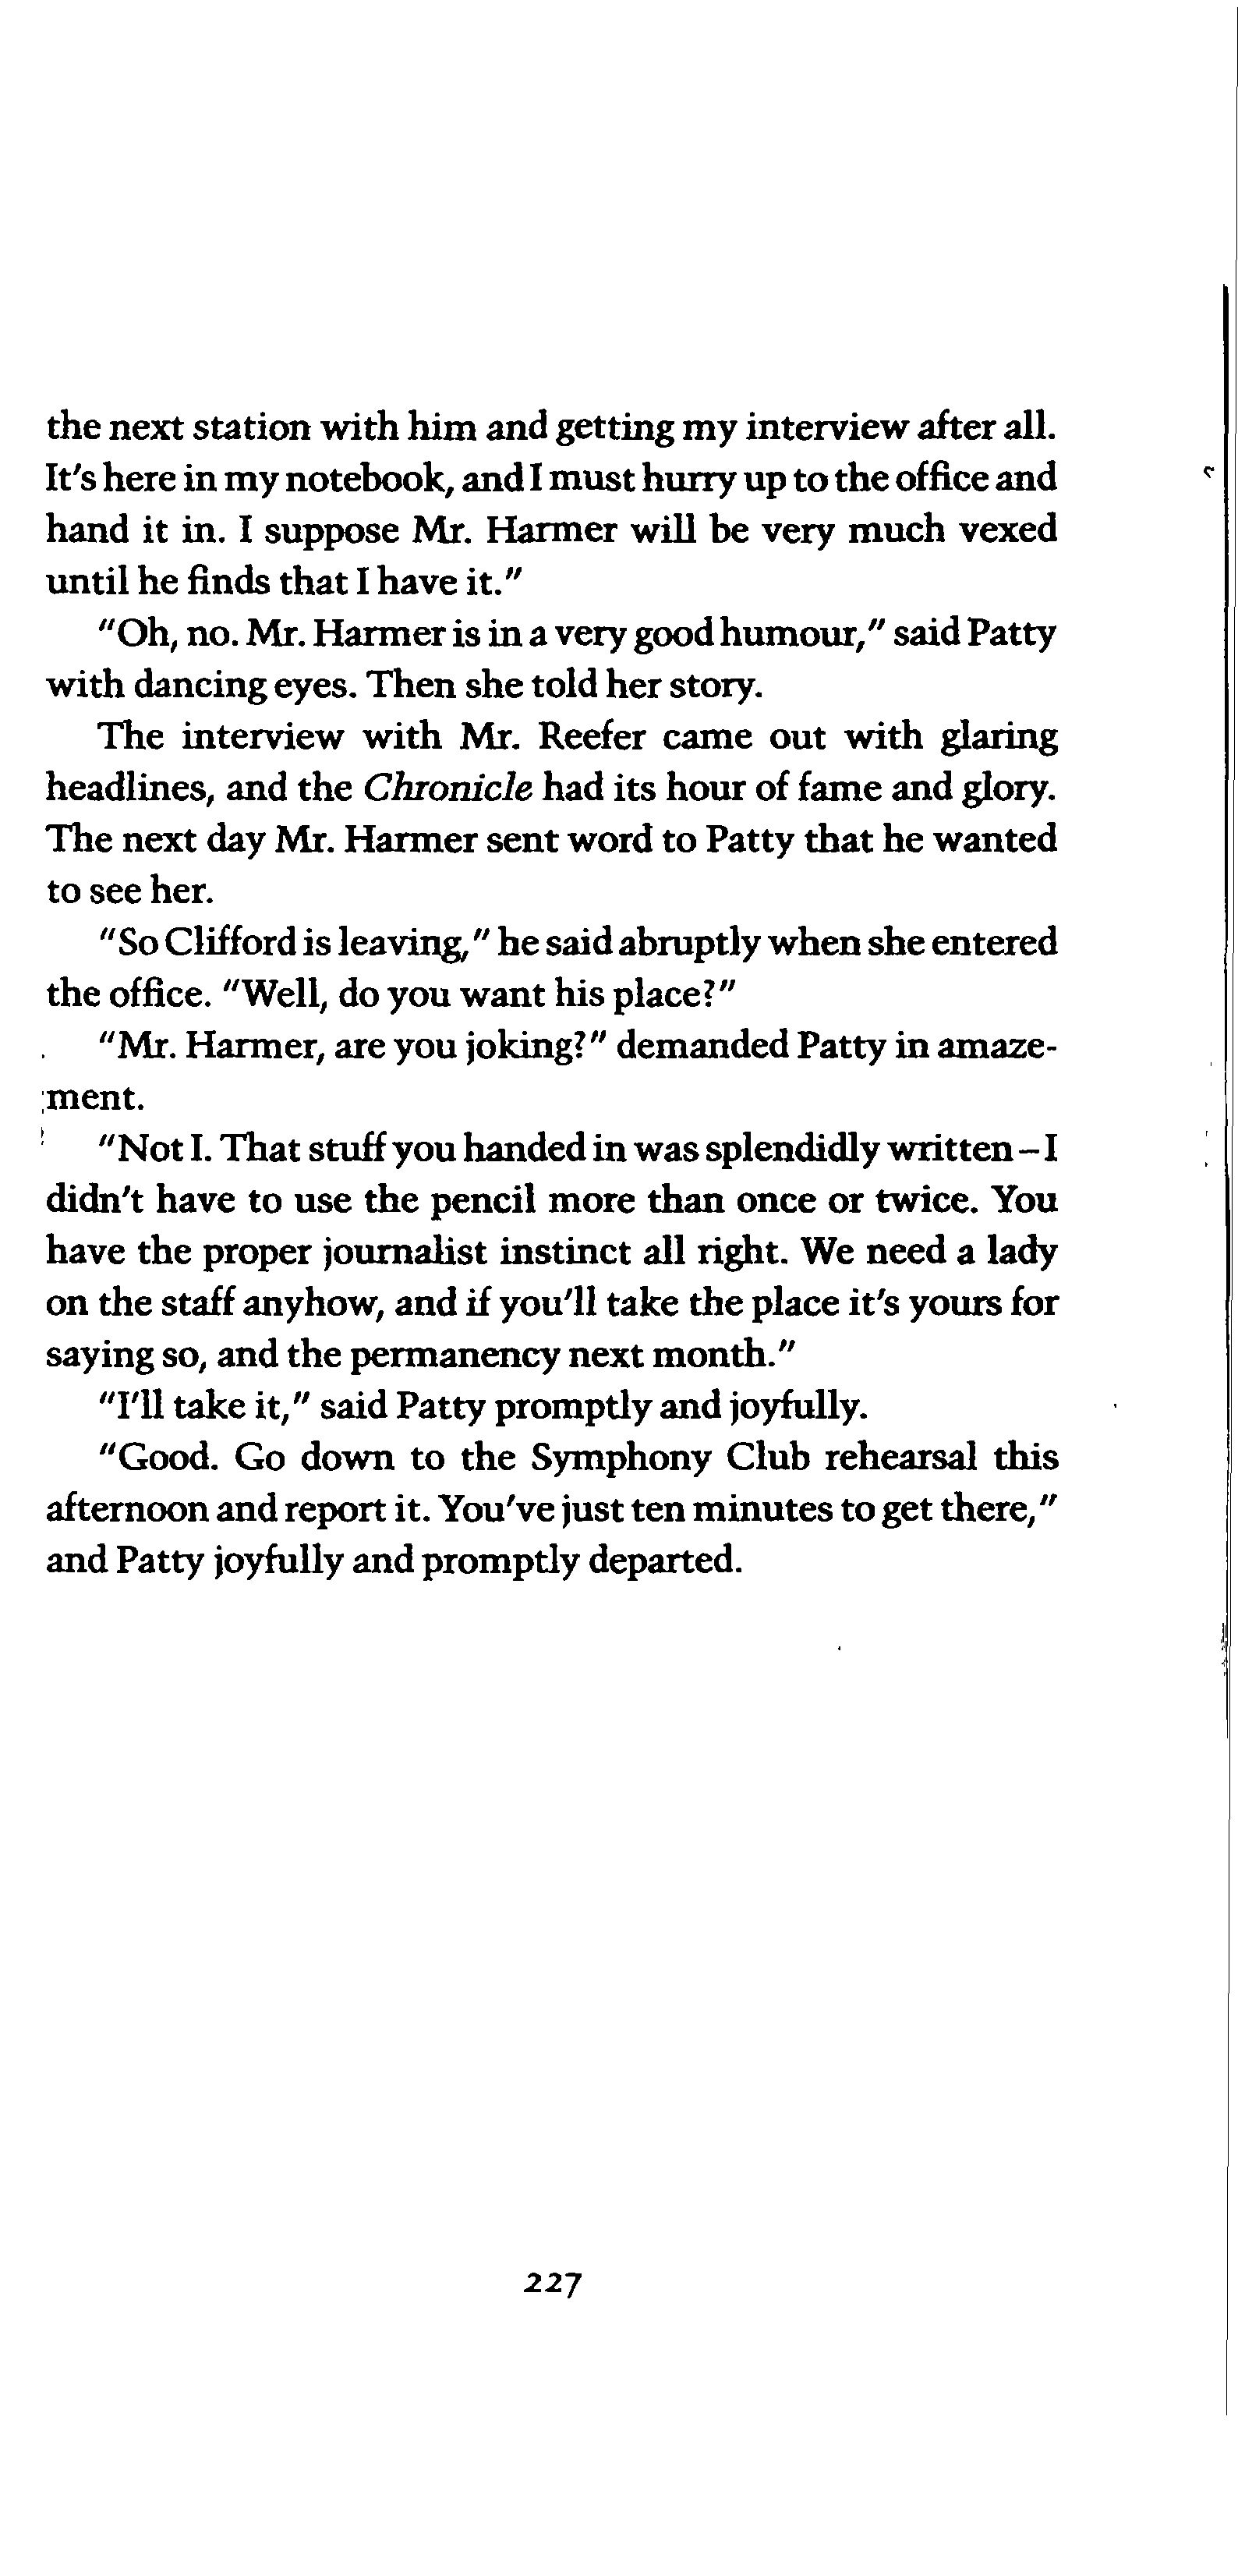 the next station with him and getting my interview after all.
It's here in my notebook, and I must hurry up to the office and
hand it in. I suppose Mr. Harmer will be very much vexed
until he finds that I have it."
"Oh, no. Mr. Harmer is in a very good humour," said Patty
with dancing eyes. Then she told her story.
The interview with Mr. Reefer came out with glaring
headlines, and the Chronicle had its hour of fame and glory.
The next day Mr. Harmer sent word to Patty that he wanted
to see her.
"So Clifford is leaving," he said abruptly when she entered
the office. "Well, do you want his place?"
"Mr. Harmer, are you joking?" demanded Patty in amaze-
ment.
"Not I. That stuff you handed in was splendidly written–I
didn't have to use the pencil more than once or twice. You
have the proper journalist instinct all right. We need a lady
on the staff anyhow, and if you'll take the place it's yours for
saying so, and the permanency next month."
"I'll take it," said Patty promptly and joyfully.
"Good. Go down to the Symphony Club rehearsal this
afternoon and report it. You've just ten minutes to get there,"
and Patty joyfully and promptly departed.
227